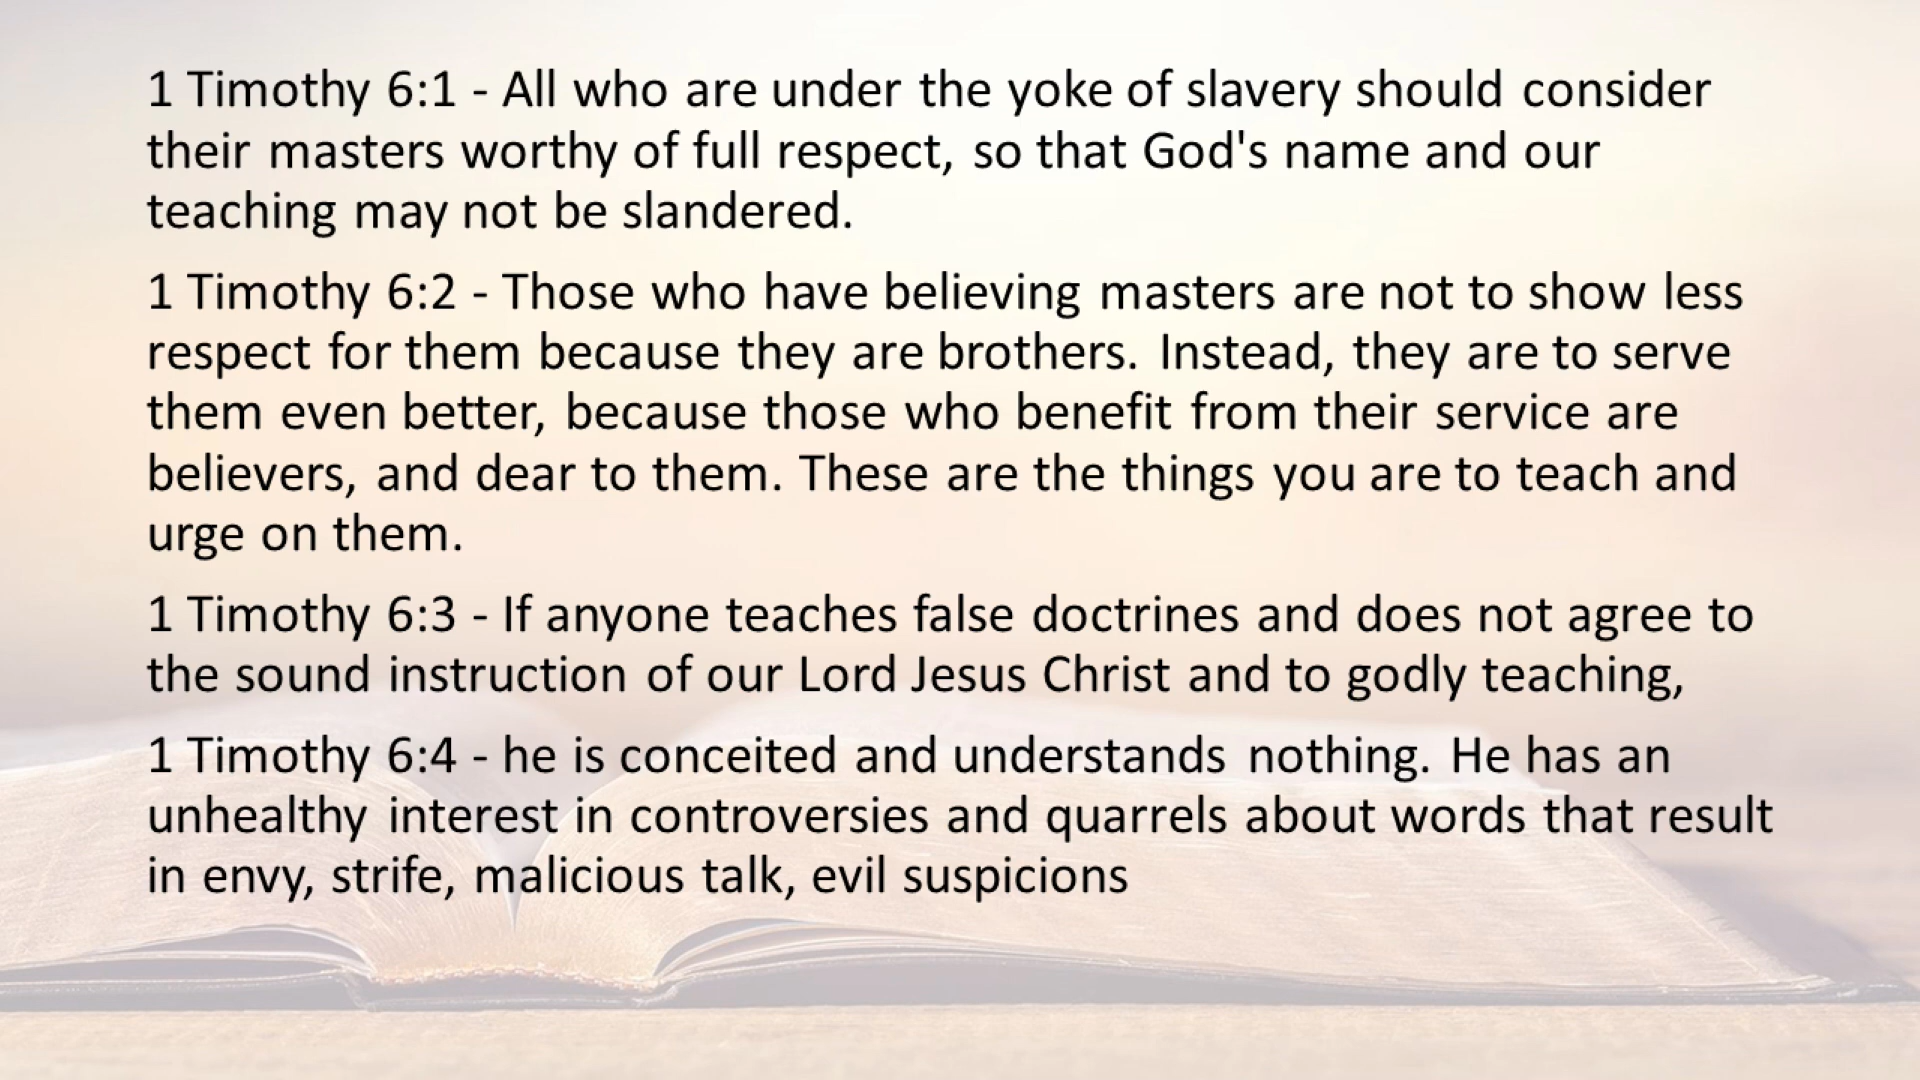 1 Timothy 6:1 - All who are under the yoke of slavery should consider
their masters worthy of full respect, so that God's name and our
teaching may not be slandered.
1 Timothy 6:2 - Those who have believing masters are not to show less
respect for them because they are brothers. Instead, they are to serve
them even better, because those who benefit from their service are
believers, and dear to them. These are the things you are to teach and
urge on them.
1 Timothy 6:3 - If anyone teaches false doctrines and does not agree to
the sound instruction of our Lord Jesus Christ and to godly teaching,
1 Timothy 6:4 - he is conceited and understands nothing. He has an
unhealthy interest in controversies and quarrels about words that result
in envy, strife, malicious talk, evil suspicions